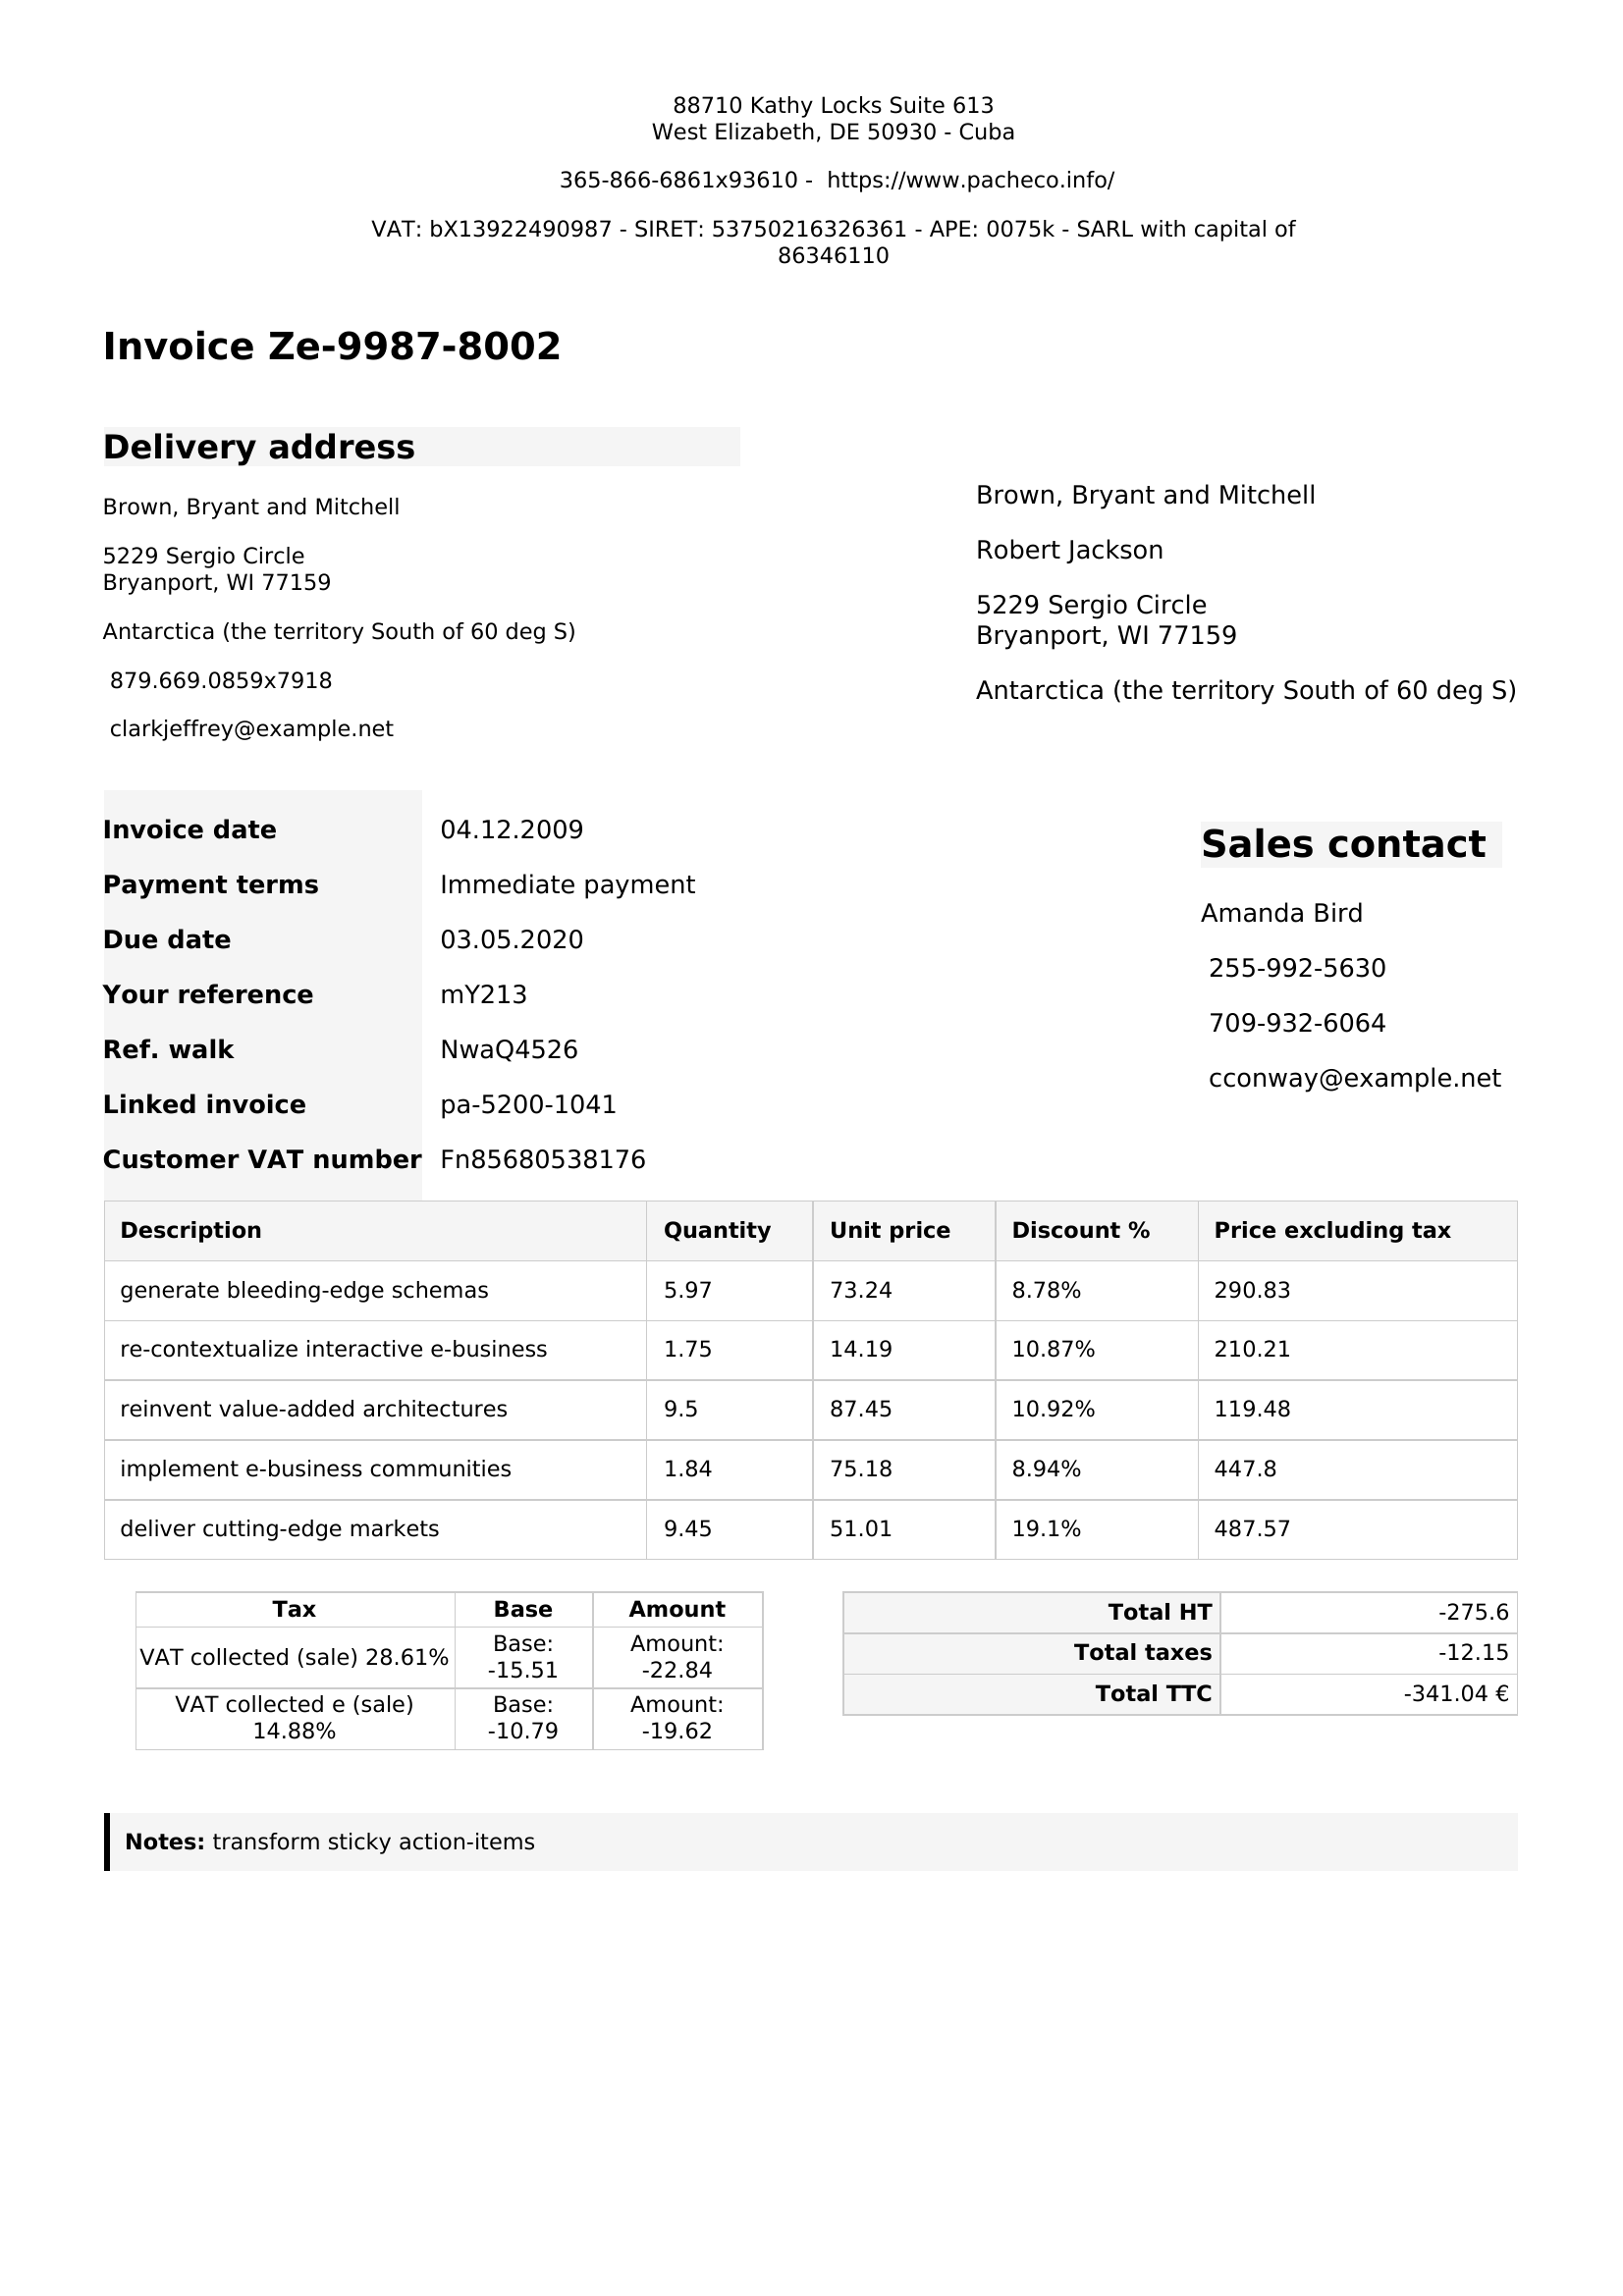 88710 Kathy Locks Suite 613
West Elizabeth, DE 50930 - Cuba
365-866-6861x93610 -  https://www.pacheco.info/
VAT: bX13922490987 - SIRET: 53750216326361 - APE: 0075k - SARL with capital of
86346110
Invoice Ze-9987-8002
Delivery address
Brown, Bryant and Mitchell
5229 Sergio Circle
Bryanport, WI 77159
Antarctica (the territory South of 60 deg S)
879.669.0859x7918
clarkjeffrey@example.net
Brown, Bryant and Mitchell
Robert Jackson
5229 Sergio Circle
Bryanport, WI 77159
Antarctica (the territory South of 60 deg S)
Invoice date 04.12.2009
Payment terms Immediate payment
Due date 03.05.2020
Your reference mY213
Ref. walk NwaQ4526
Linked invoice pa-5200-1041
Customer VAT number Fn85680538176
Sales contact
Amanda Bird
255-992-5630
709-932-6064
cconway@example.net
Description Quantity Unit price Discount % Price excluding tax
generate bleeding-edge schemas 5.97 73.24 8.78% 290.83
re-contextualize interactive e-business 1.75 14.19 10.87% 210.21
reinvent value-added architectures 9.5 87.45 10.92% 119.48
implement e-business communities 1.84 75.18 8.94% 447.8
deliver cutting-edge markets 9.45 51.01 19.1% 487.57
Tax Base Amount
VAT collected (sale) 28.61% Base: -15.51 Amount: -22.84
VAT collected e (sale) 14.88% Base: -10.79 Amount: -19.62
Total HT -275.6
Total taxes -12.15
Total TTC -341.04 €
Notes: transform sticky action-items